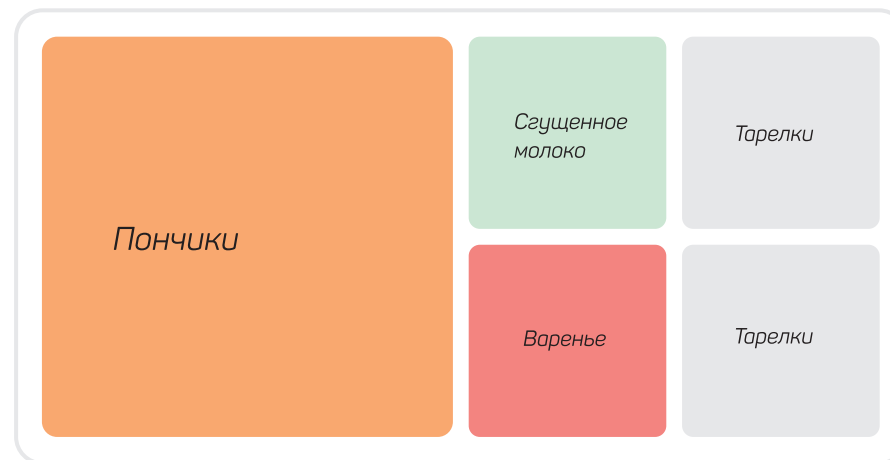 Пончики
Сгущенное
молоко
Тарелки
Варенье
Тарелки